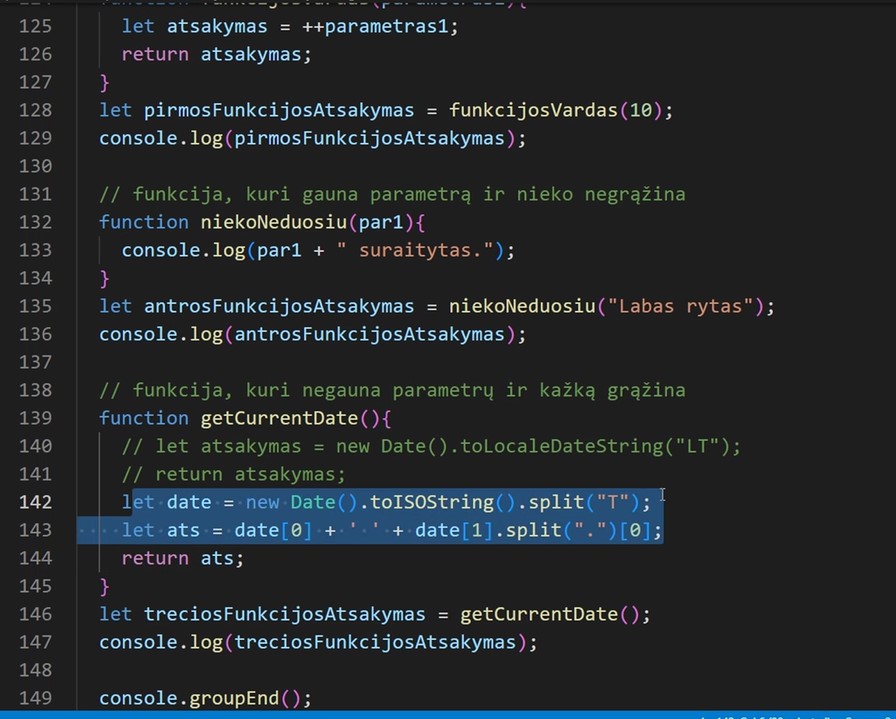 125 let atsakymas = ++parametras1;
126 return atsakymas;
127 }
128 let pirmosFunkcijosAtsakymas = funkcijosVardas(10);
129 console.log(pirmosFunkcijosAtsakymas);
130
131 // funkcija, kuri gauna parametrą ir nieko negrąžina
132 function niekoNeduosiu(par1){
133 console.log(par1 + " suraitytas.");
134 }
135 let antrosFunkcijosAtsakymas = niekoNeduosiu("Labas rytas");
136 console.log(antrosFunkcijosAtsakymas);
137
138 // funkcija, kuri negauna parametrų ir kažką grąžina
139 function getCurrentDate(){
140 // let atsakymas = new Date().toLocaleDateString("LT");
141 // return atsakymas;
142 let date = new Date().toISOString().split("T");
143 let ats = date[0] + ' ' + date[1].split(".")[0];
144 return ats;
145 }
146 let treciosFunkcijosAtsakymas = getCurrentDate();
147 console.log(treciosFunkcijosAtsakymas);
148
149 console.groupEnd();